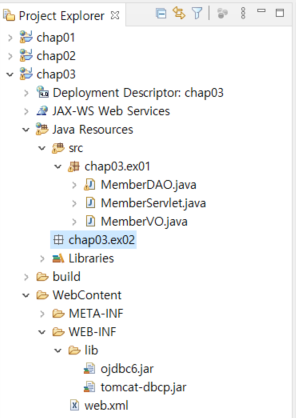 Project Explorer
chap01
chap02
chap03
Deployment Descriptor: chap03
JAX-WS Web Services
Java Resources
src
chap03.ex01
MemberDAO.java
MemberServlet.java
MemberVO.java
chap03.ex02
Libraries
build
WebContent
META-INF
WEB-INF
lib
ojdbc6.jar
tomcat-dbcp.jar
web.xml